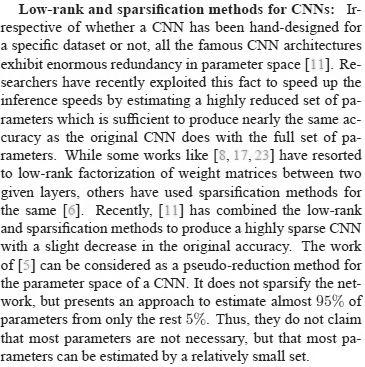 Low-rank and sparsification methods for CNNs: Ir-
respective of whether a CNN has been hand-designed for
a specific dataset or not, all the famous CNN architectures
exhibit enormous redundancy in parameter space [11]. Re-
searchers have recently exploited this fact to speed up the
inference speeds by estimating a highly reduced set of pa-
rameters which is sufficient to produce nearly the same ac-
curacy as the original CNN does with the full set of pa-
rameters. While some works like [8, 17, 23] have resorted
to low-rank factorization of weight matrices between two
given layers, others have used sparsification methods for
the same [6]. Recently, [11] has combined the low-rank
and sparsification methods to produce a highly sparse CNN
with a slight decrease in the original accuracy. The work
of [5] can be considered as a pseudo-reduction method for
the parameter space of a CNN. It does not sparsify the net-
work, but presents an approach to estimate almost 95% of
parameters from only the rest 5%. Thus, they do not claim
that most parameters are not necessary, but that most pa-
rameters can be estimated by a relatively small set.